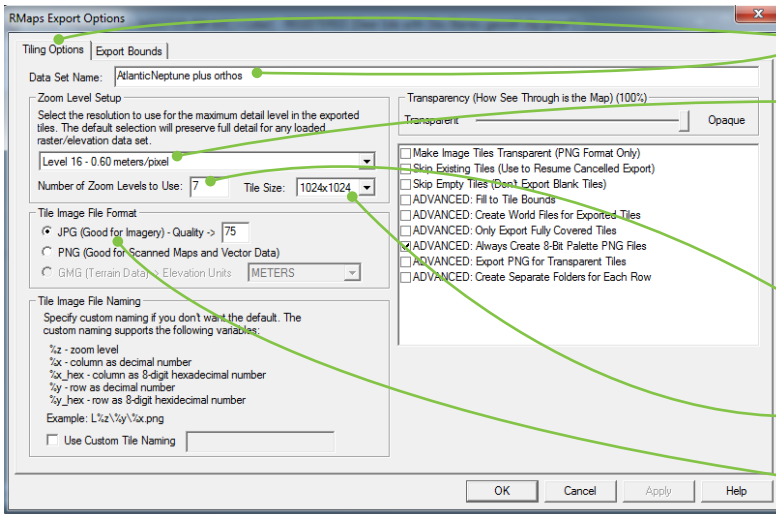 RMaps Export Options
Tiling Options
Export Bounds
Data Set Name:
AtlanticNeptune plus orthos
Zoom Level Setup
Select the resolution to use for the maximum detail level in the exported
tiles. The default selection will preserve full detail for any loaded
raster/elevation data set.
Level 16 - 0.60 meters/pixel
Number of Zoom Levels to Use: 7
Tile Size: 1024x1024
Tile Image File Format
JPG (Good for Imagery) - Quality -> 75
PNG (Good for Scanned Maps and Vector Data)
GMG (Terrain Data) -> Elevation Units METERS
Tile Image File Naming
Specify custom naming if you don't want the default. The
custom naming supports the following variables:
%z - zoom level
%x - column as decimal number
%x_hex - column as 8-digit hexadecimal number
%y - row as decimal number
%y_hex - row as 8-digit hexidecimal number
Example: L%z\%y\%x.png
Use Custom Tile Naming
Transparency (How See Through is the Map) (100%)
Transparent
Opaque
Make Image Tiles Transparent (PNG Format Only)
Skip Existing Tiles (Use to Resume Cancelled Export)
Skip Empty Tiles (Don't Export Blank Tiles)
ADVANCED: Fill to Tile Bounds
ADVANCED: Create World Files for Exported Tiles
ADVANCED: Only Export Fully Covered Tiles
ADVANCED: Always Create 8-Bit Palette PNG Files
ADVANCED: Export PNG for Transparent Tiles
ADVANCED: Create Separate Folders for Each Row
OK
Cancel
Apply
Help